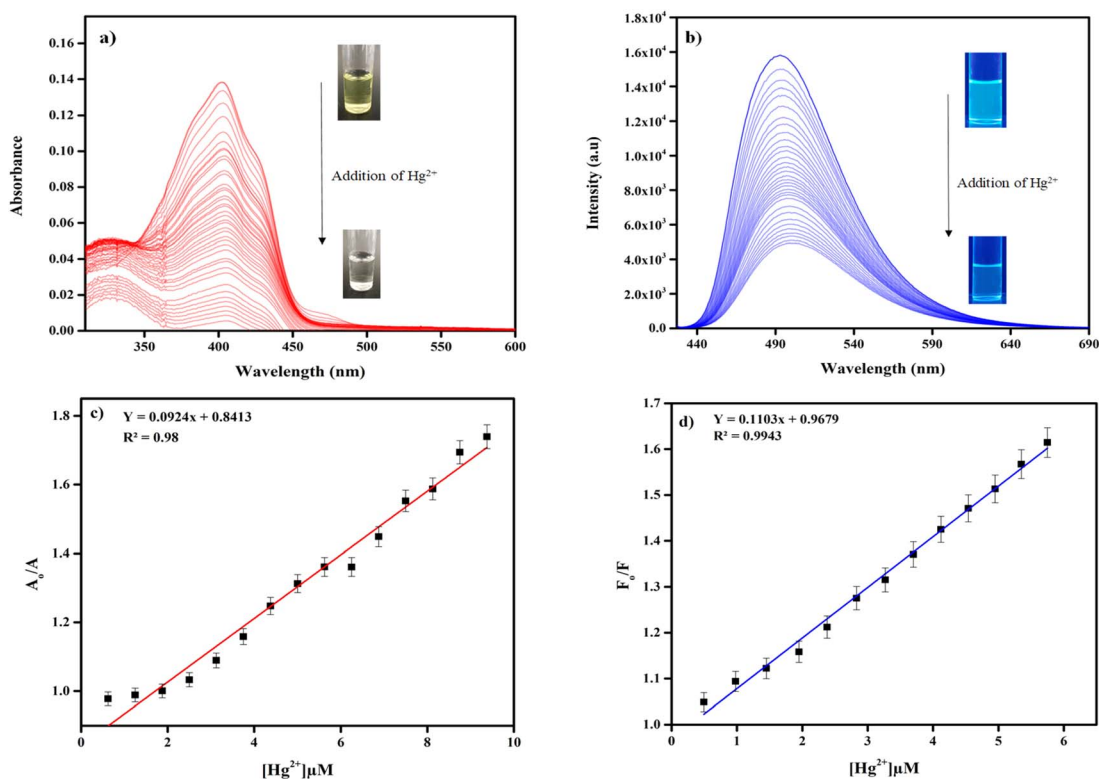 a)
0.16
0.14
0.12
0.10
0.08
0.06
0.04
0.02
0.00
Absorbance
Addition of Hg²⁺
350 400 450 500 550 600
Wavelength (nm)
b)
1.8x10⁴
1.6x10⁴
1.4x10⁴
1.2x10⁴
1.0x10⁴
8.0x10³
6.0x10³
4.0x10³
2.0x10³
0.0
Intensity (a.u)
Addition of Hg²⁺
440 490 540 590 640 690
Wavelength (nm)
c)
Y = 0.0924x + 0.8413
R² = 0.98
1.8
1.6
1.4
1.2
1.0
Aₒ/A
0 2 4 6 8 10
[Hg²⁺]µM
d)
Y = 0.1103x + 0.9679
R² = 0.9943
1.7
1.6
1.5
1.4
1.3
1.2
1.1
1.0
Fₒ/F
0 1 2 3 4 5 6
[Hg²⁺]µM